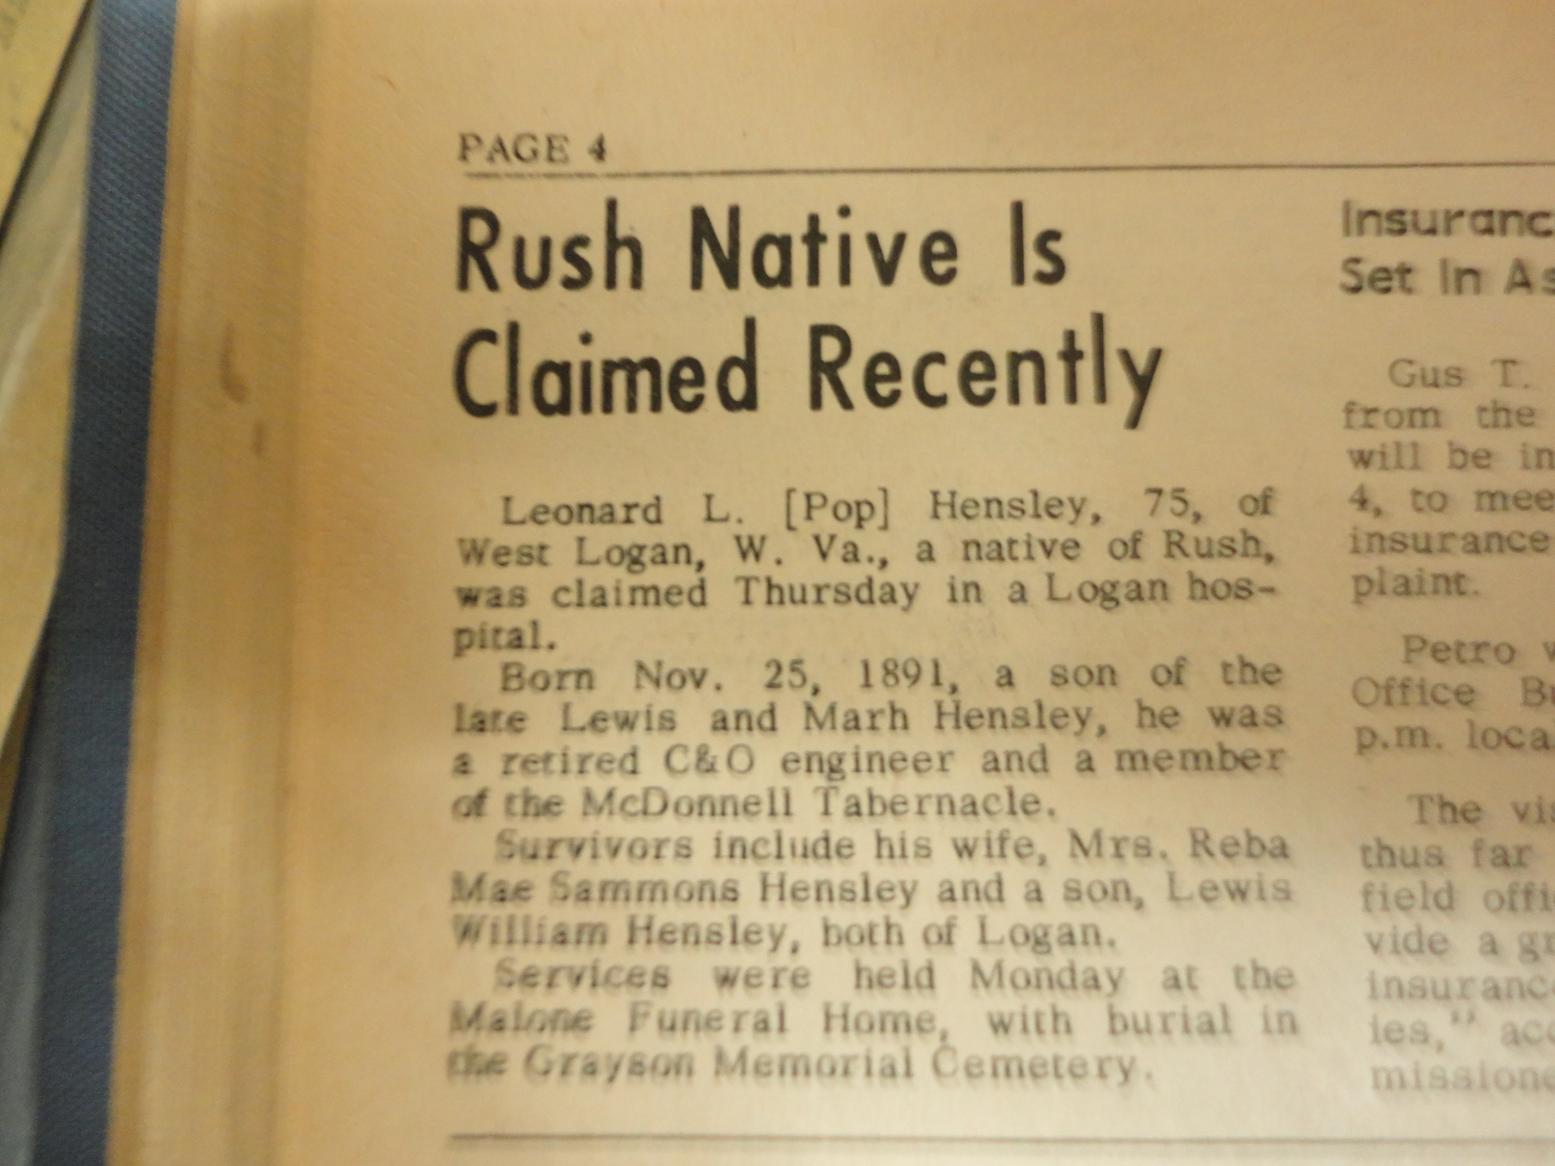 PAGE 4
Rush Native Is
Claimed Recently
Leonard L. [Pop] Hensley, 75, of
West Logan, W. Va., a native of Rush,
was claimed Thursday in a Logan hos-
pital.
Born Nov. 25, 1891, a son of the
late Lewis and Marh Hensley, he was
a retired C&O engineer and a member
of the McDonnell Tabernacle.
Survivors include his wife, Mrs. Reba
Mae Sammons Hensley and a son, Lewis
William Hensley, both of Logan.
Services were held Monday at the
Malone Funeral Home, with burial in
the Grayson Memorial Cemetery.
Insuranc
Set In As
Gus T.
from the
will be in
4, to mee
insurance
plaint.
Petro
Office B
p.m. loca
The vis
thus far
field offi
vide a gr
insuranc
ies," acc
missione